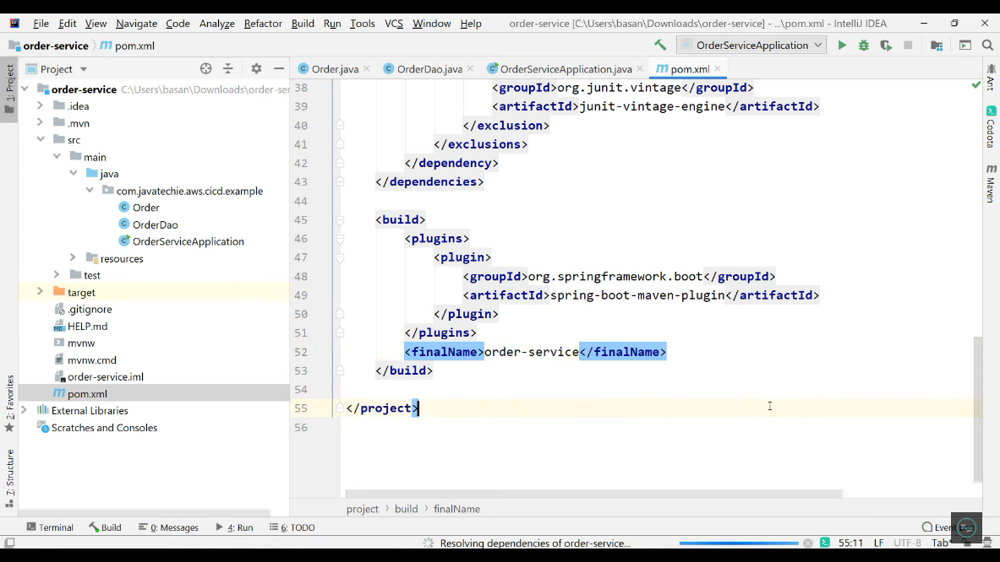 File Edit View Navigate Code Analyze Refactor Build Run Tools VCS Window Help order-service [C:\Users\basan\Downloads\order-service] - ...\pom.xml - IntelliJ IDEA
order-service pom.xml OrderServiceApplication
Project Order.java OrderDao.java OrderServiceApplication.java pom.xml
1: Project
2: Favorites
7: Structure
Ant
Codota
Maven
order-service C:\Users\basan\Downloads\order-se
.idea
.mvn
src
main
java
com.javatechie.aws.cicd.example
Order
OrderDao
OrderServiceApplication
resources
test
target
.gitignore
HELP.md
mvnw
mvnw.cmd
order-service.iml
pom.xml
External Libraries
Scratches and Consoles
38 <groupId>org.junit.vintage</groupId>
39 <artifactId>junit-vintage-engine</artifactId>
40 </exclusion>
41 </exclusions>
42 </dependency>
43 </dependencies>
44
45 <build>
46 <plugins>
47 <plugin>
48 <groupId>org.springframework.boot</groupId>
49 <artifactId>spring-boot-maven-plugin</artifactId>
50 </plugin>
51 </plugins>
52 <finalName>order-service</finalName>
53 </build>
54
55 </project>
56
project › build › finalName
Terminal Build 0: Messages 4: Run 6: TODO
Resolving dependencies of order-service... 55:11 LF UTF-8 Tab*